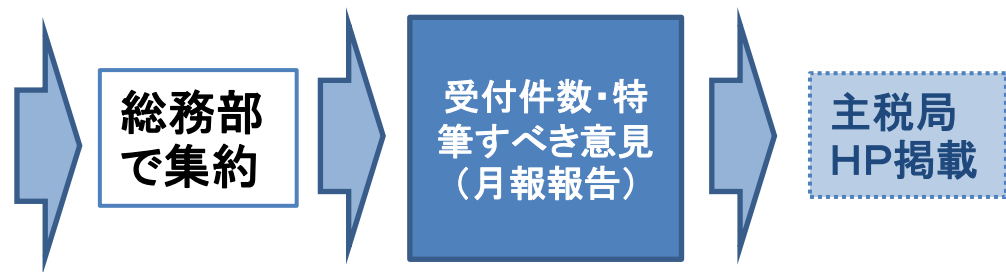 総務部
で集約
受付件数・特
筆すべき意見
（月報報告）
主税局
ＨＰ掲載